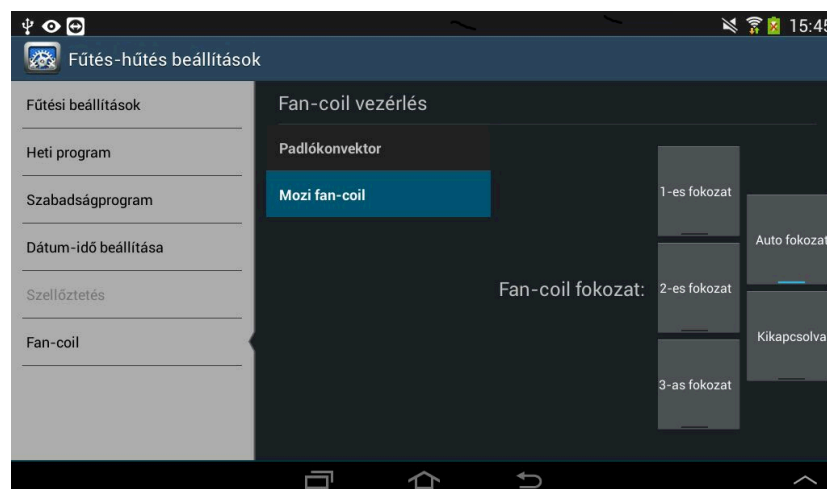 15:45
Fűtés-hűtés beállítások
Fűtési beállítások
Heti program
Szabadságprogram
Dátum-idő beállítása
Szellőztetés
Fan-coil
Fan-coil vezérlés
Padlókonvektor
Mozi fan-coil
Fan-coil fokozat:
1-es fokozat
2-es fokozat
3-as fokozat
Auto fokozat
Kikapcsolva